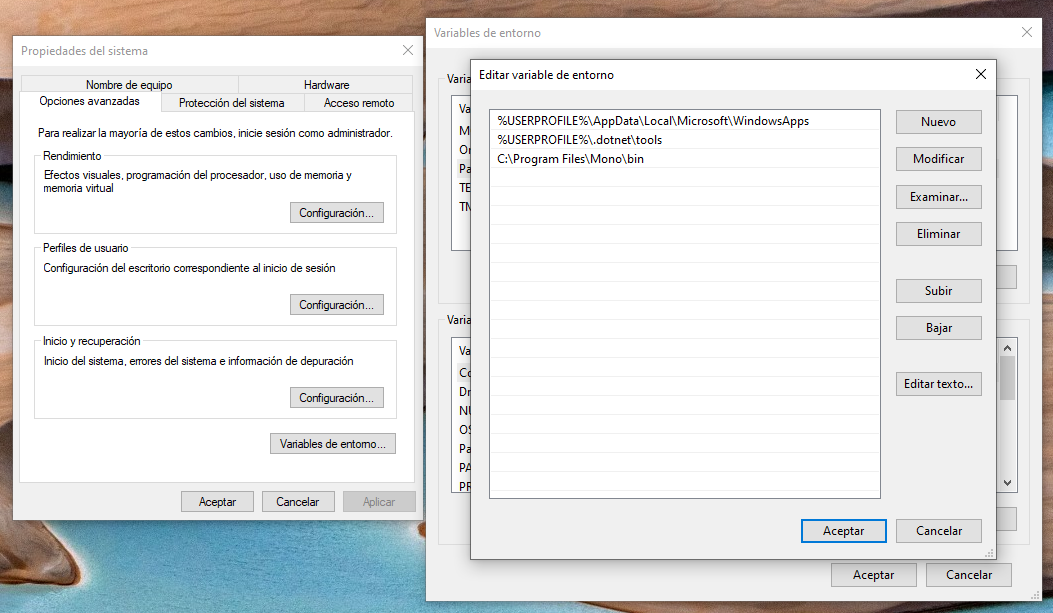 Propiedades del sistema
Nombre de equipo
Hardware
Opciones avanzadas
Protección del sistema
Acceso remoto
Para realizar la mayoría de estos cambios, inicie sesión como administrador.
Rendimiento
Efectos visuales, programación del procesador, uso de memoria y
memoria virtual
Configuración...
Perfiles de usuario
Configuración del escritorio correspondiente al inicio de sesión
Configuración...
Inicio y recuperación
Inicio del sistema, errores del sistema e información de depuración
Configuración...
Variables de entorno...
Aceptar
Cancelar
Aplicar
Variables de entorno
Varia
Va
Pa
TE
Varia
Va
Co
Dr
NU
OS
Pa
PA
PR
Aceptar
Cancelar
Editar variable de entorno
%USERPROFILE%\AppData\Local\Microsoft\WindowsApps
%USERPROFILE%\.dotnet\tools
C:\Program Files\Mono\bin
Nuevo
Modificar
Examinar...
Eliminar
Subir
Bajar
Editar texto...
Aceptar
Cancelar